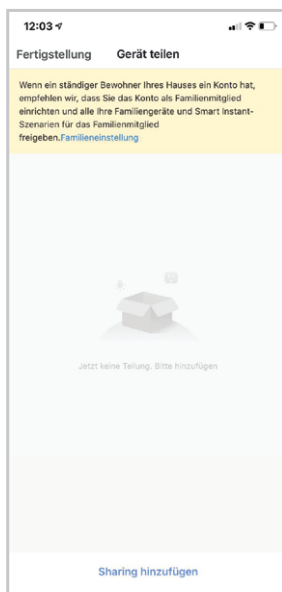 12:03
Fertigstellung Gerät teilen
Wenn ein ständiger Bewohner Ihres Hauses ein Konto hat,
empfehlen wir, dass Sie das Konto als Familienmitglied
einrichten und alle Ihre Familiengeräte und Smart Instant-
Szenarien für das Familienmitglied
freigeben.Familieneinstellung
Jetzt keine Teilung. Bitte hinzufügen
Sharing hinzufügen